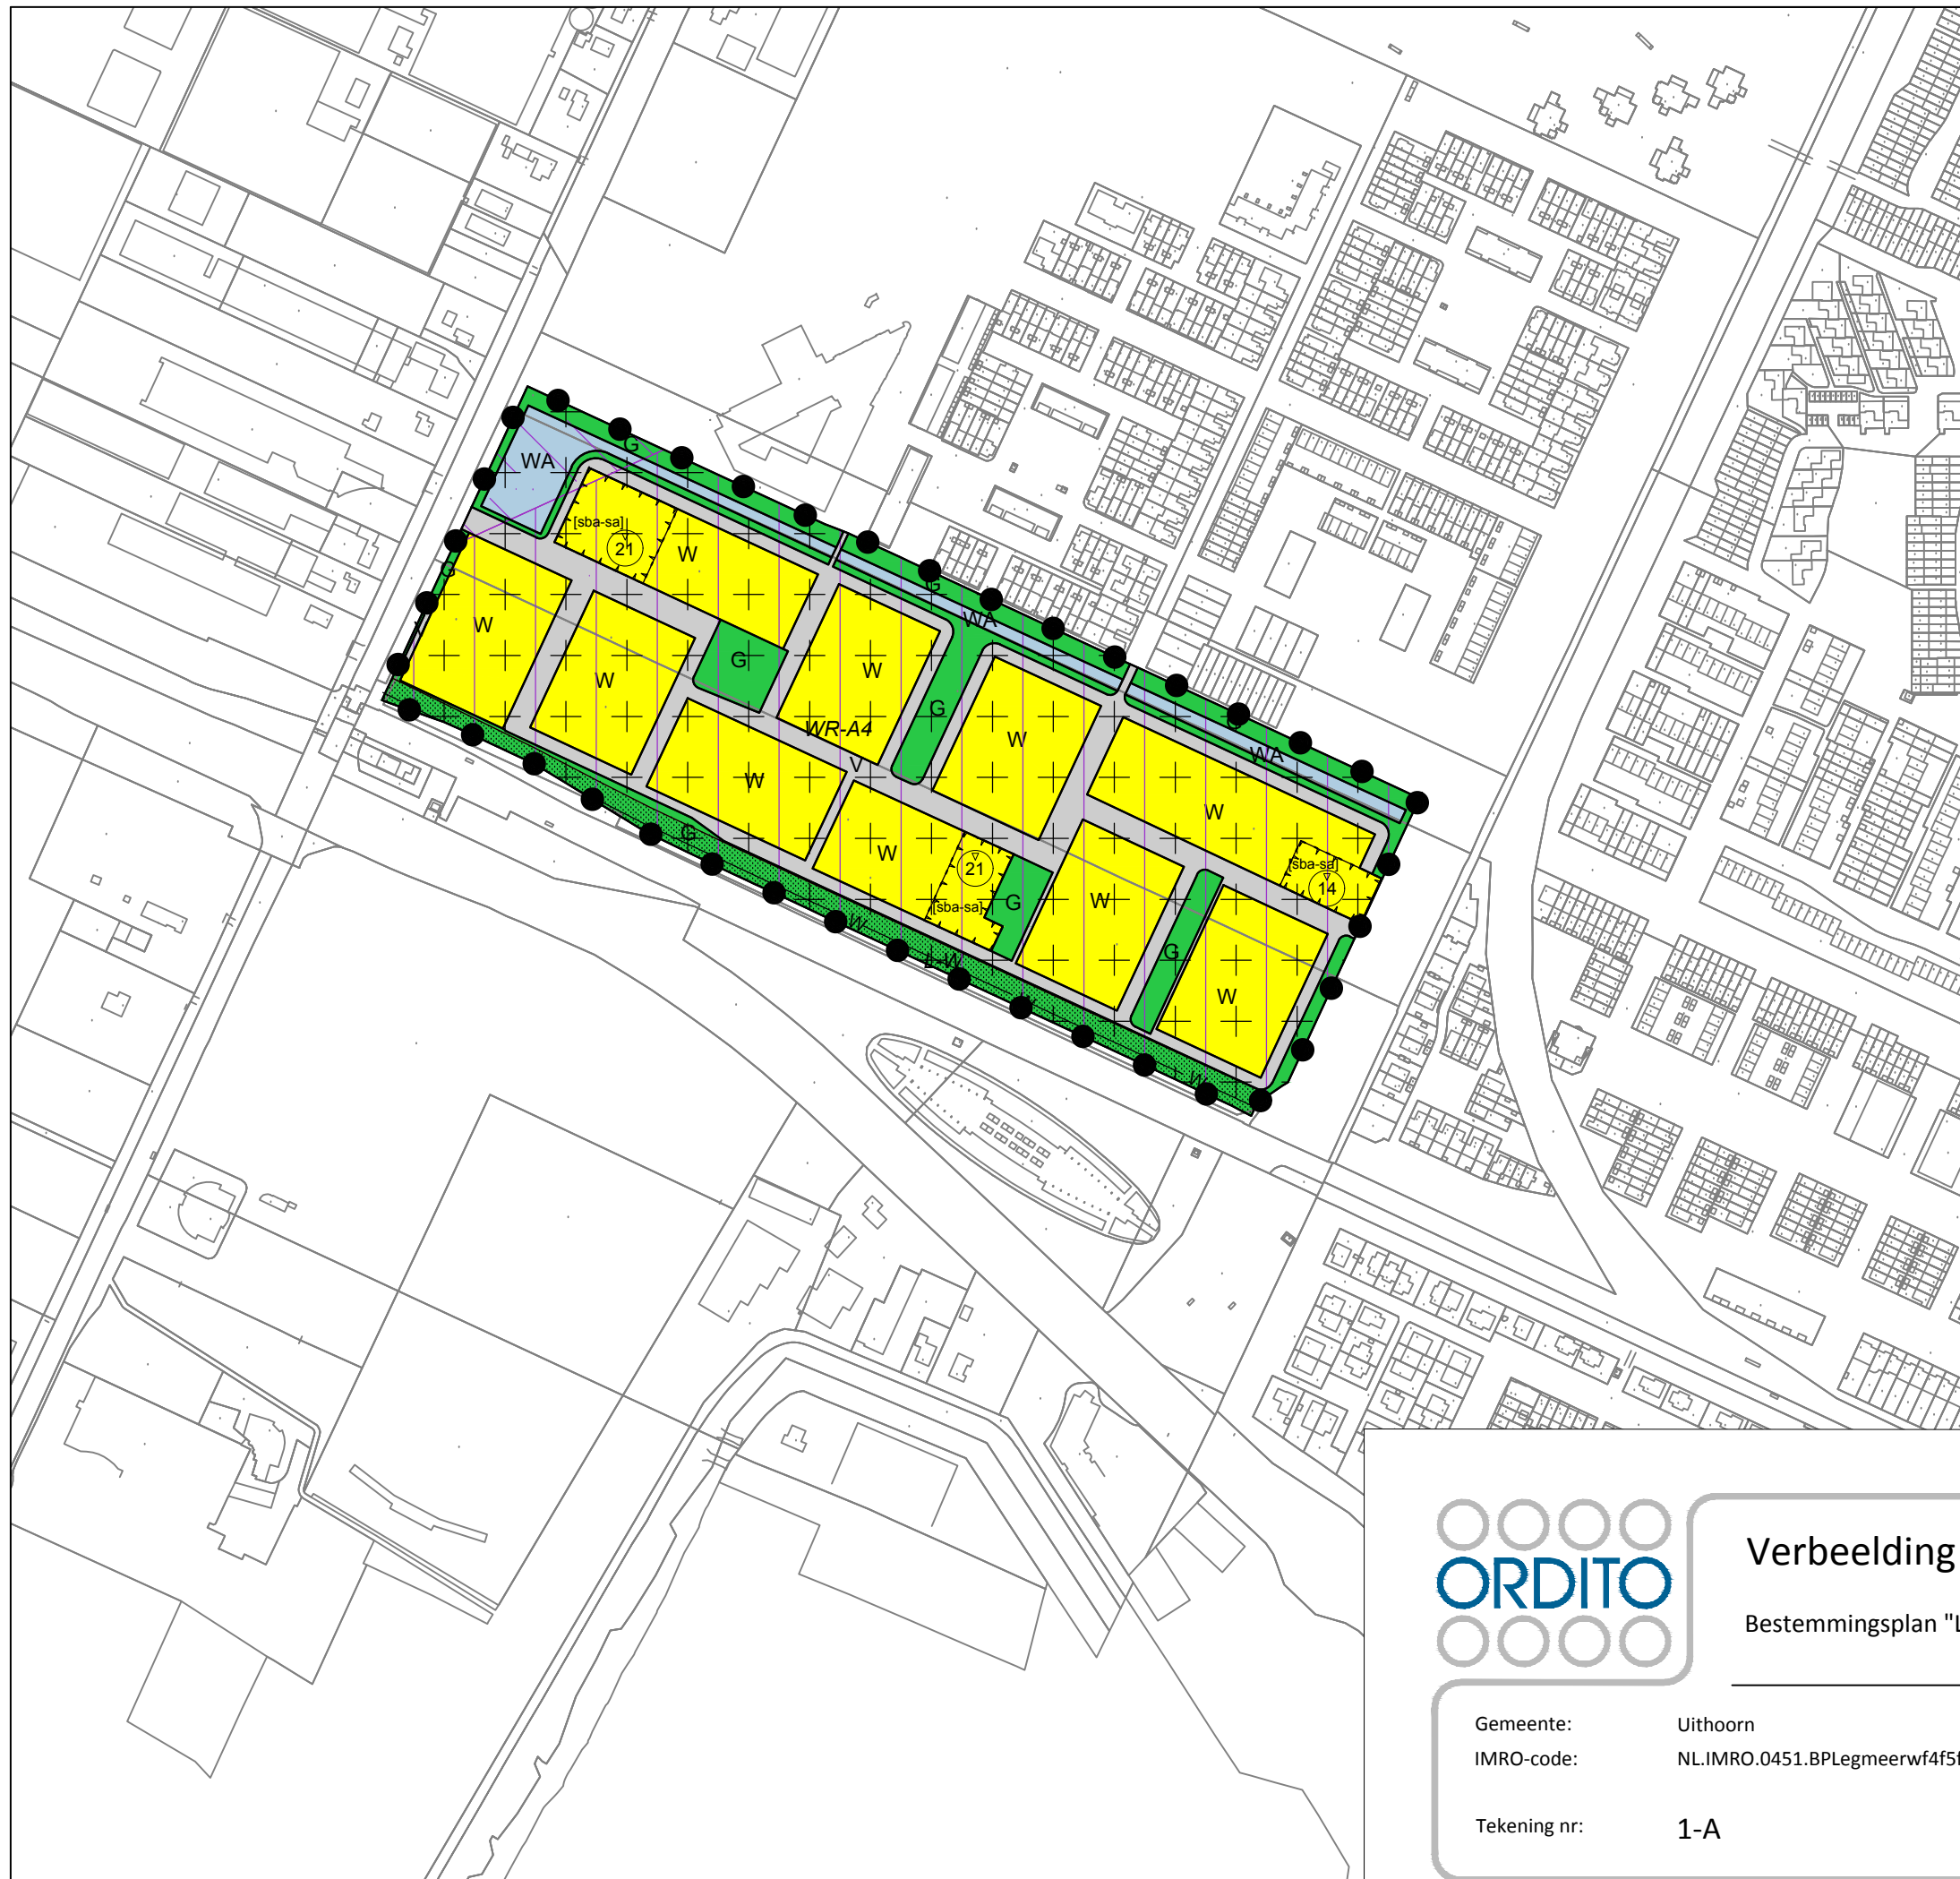 G
WA
[sba-sa]
21
W
G
G
WA
W
W
G
W
G
W
WR-A4
V
G
WA
W
W
W
21
[sba-sa]
G
[sba-sa]
14
W
G
W
G
ORDITO
Verbeelding
Bestemmingsplan "L
Gemeente: Uithoorn
IMRO-code: NL.IMRO.0451.BPLegmeerwf4f5f
Tekening nr: 1-A